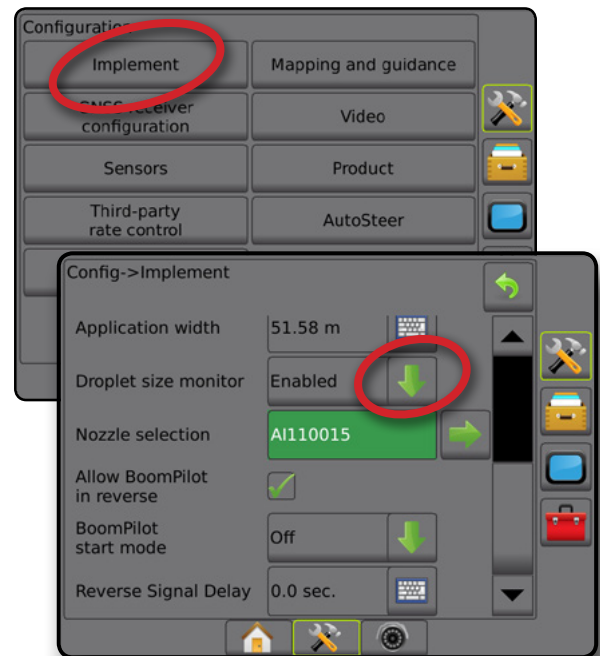 Configuration
Implement
Mapping and guidance
GNSS receiver
configuration
Video
Sensors
Product
Third-party
rate control
AutoSteer
Config->Implement
Application width
51.58 m
Droplet size monitor
Enabled
Nozzle selection
AI110015
Allow BoomPilot
in reverse
BoomPilot
start mode
Off
Reverse Signal Delay
0.0 sec.